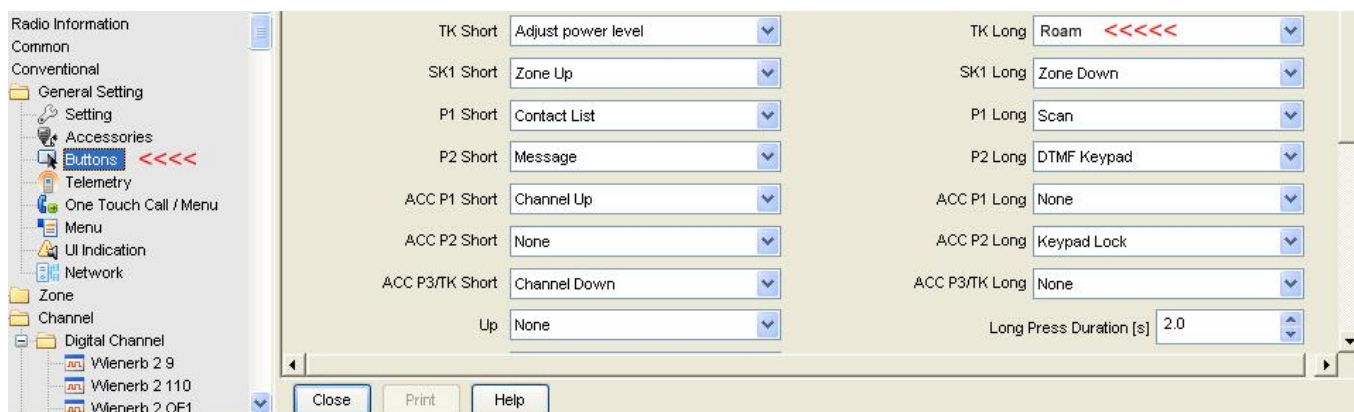 Radio Information
Common
Conventional
General Setting
Setting
Accessories
Buttons <<<<
Telemetry
One Touch Call / Menu
Menu
UI Indication
Network
Zone
Channel
Digital Channel
Wienerb 2 9
Wienerb 2 110
Wienerb 2 OE1
TK Short Adjust power level TK Long Roam <<<<<
SK1 Short Zone Up SK1 Long Zone Down
P1 Short Contact List P1 Long Scan
P2 Short Message P2 Long DTMF Keypad
ACC P1 Short Channel Up ACC P1 Long None
ACC P2 Short None ACC P2 Long Keypad Lock
ACC P3/TK Short Channel Down ACC P3/TK Long None
Up None Long Press Duration [s] 2.0
Close Print Help